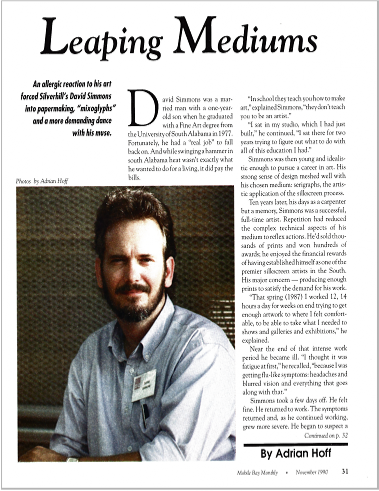 Leaping Mediums
An allergic reaction to his art
forced Silverhill's David Simmons
into papermaking, "mixoglyphs"
and a more demanding dance
with his muse.
Photos by Adrian Hoff
David Simmons was a mar-
ried man with a one-year-
old son when he graduated
with a Fine Art degree from
the University of South Alabama in 1977.
Fortunately, he had a "real job" to fall
back on. And while swinging a hammer in
south Alabama heat wasn't exactly what
he wanted to do for a living, it did pay the
bills.
"In school they teach you how to make
art," explained Simmons, "they don't teach
you to be an artist."
"I sat in my studio, which I had just
built," he continued, "I sat there for two
years trying to figure out what to do with
all of this education I had."
Simmons was then young and idealis-
tic enough to pursue a career in art. His
strong sense of design method well with
his chosen medium: serigraphs, the artis-
tic application of the silkscreen process.
Ten years later, his days as a carpenter
but a memory, Simmons was a successful,
full-time artist. Repetition had reduced
the complex technical aspects of his
medium to reflex actions. He'd sold thou-
sands of prints and won hundreds of
awards; he enjoyed the financial rewards
of having established himself as one of the
premier silkscreen artists in the South.
His major concern — producing enough
prints to satisfy the demand for his work.
"That spring (1987) I worked 12, 14
hours a day for weeks on end trying to get
enough artwork to where I felt comfort-
able, to be able to take what I needed to
shows and galleries and exhibitions," he
explained.
Near the end of that intense work
period he became ill. "I thought it was
fatigue at first," he recalled, "because I was
getting flu-like symptoms: headaches and
blurred vision and everything that goes
along with that."
Simmons took a few days off. He felt
fine. He returned to work. The symptoms
returned and, as he continued working,
grew more severe. He began to suspect a
Continued on p. 32
By Adrian Hoff
Mobile Bay Monthly • November 1990 31